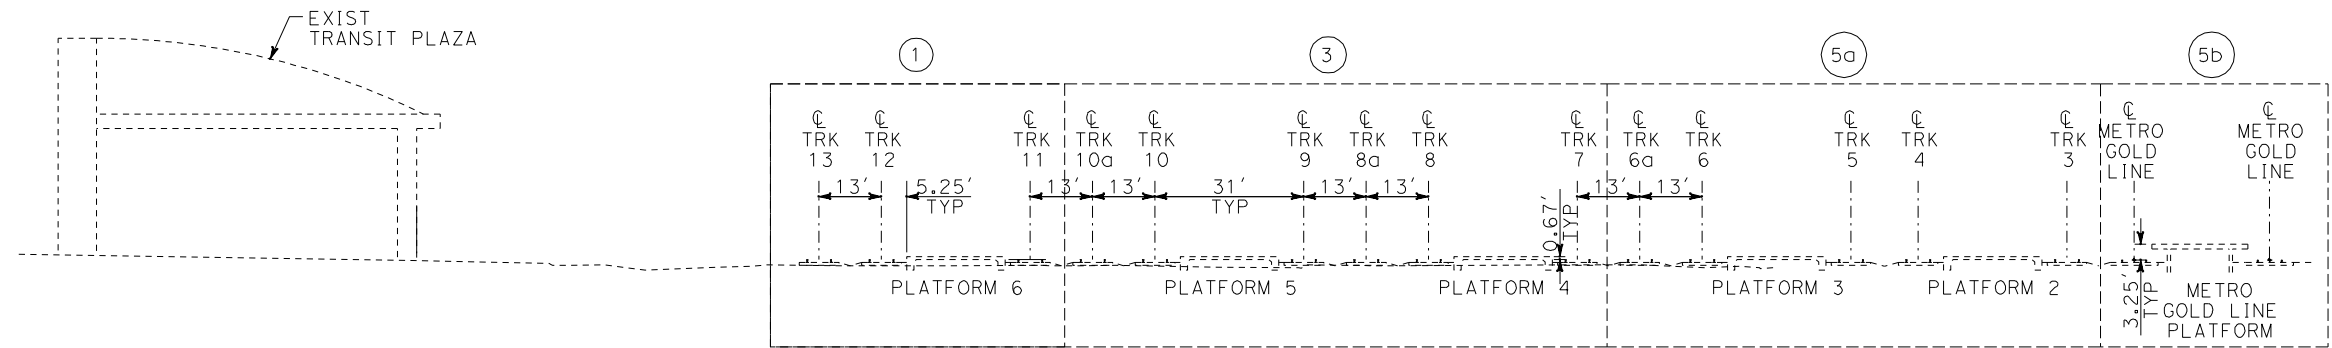 EXIST
TRANSIT PLAZA
1
3
5a
5b
℄ TRK 13
℄ TRK 12
℄ TRK 11
℄ TRK 10a
℄ TRK 10
℄ TRK 9
℄ TRK 8a
℄ TRK 8
℄ TRK 7
℄ TRK 6a
℄ TRK 6
℄ TRK 5
℄ TRK 4
℄ TRK 3
℄ METRO GOLD LINE
℄ METRO GOLD LINE
13'
5.25'
TYP
13'
13'
31'
TYP
13'
13'
0.67'
TYP
13'
13'
3.25'
TYP
PLATFORM 6
PLATFORM 5
PLATFORM 4
PLATFORM 3
PLATFORM 2
METRO
GOLD LINE
PLATFORM